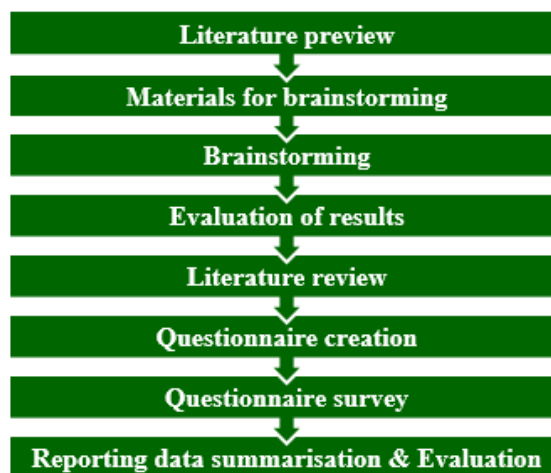 Literature preview
Materials for brainstorming
Brainstorming
Evaluation of results
Literature review
Questionnaire creation
Questionnaire survey
Reporting data summarisation & Evaluation